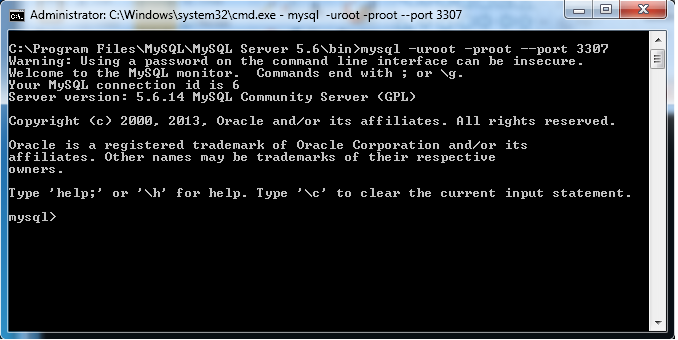 Administrator: C:\Windows\system32\cmd.exe - mysql  -uroot -proot --port 3307
C:\Program Files\MySQL\MySQL Server 5.6\bin>mysql -uroot -proot --port 3307
Warning: Using a password on the command line interface can be insecure.
Welcome to the MySQL monitor.  Commands end with ; or \g.
Your MySQL connection id is 6
Server version: 5.6.14 MySQL Community Server (GPL)
Copyright (c) 2000, 2013, Oracle and/or its affiliates. All rights reserved.
Oracle is a registered trademark of Oracle Corporation and/or its
affiliates. Other names may be trademarks of their respective
owners.
Type 'help;' or '\h' for help. Type '\c' to clear the current input statement.
mysql>